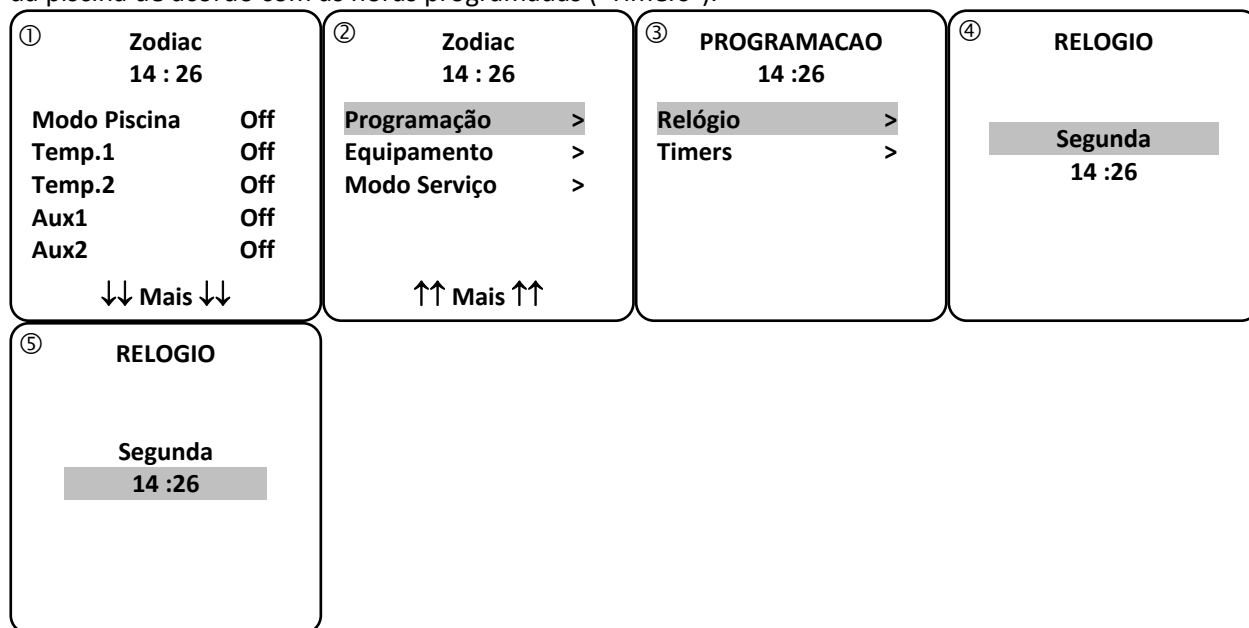 da piscina de acordo com as horas programadas (“Timers”).
①
Zodiac
14 : 26
Modo Piscina Off
Temp.1 Off
Temp.2 Off
Aux1 Off
Aux2 Off
↓↓ Mais ↓↓
②
Zodiac
14 : 26
Programação >
Equipamento >
Modo Serviço >
↑↑ Mais ↑↑
③
PROGRAMACAO
14 :26
Relógio >
Timers >
④
RELOGIO
Segunda
14 :26
⑤
RELOGIO
Segunda
14 :26